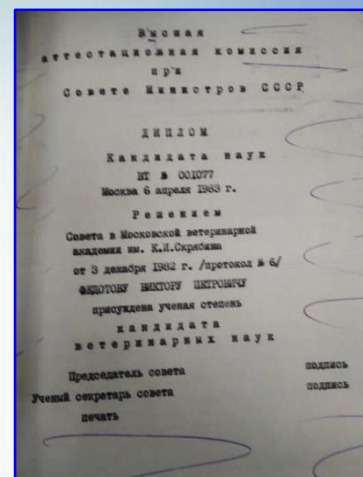 Высшая
аттестационная комиссия
при
Совете Министров СССР
ДИПЛОМ
Кандидата наук
ВТ № 001077
Москва 6 апреля 1983 г.
Решением
Совета в Московской ветеринарной
академии им. К.И.Скрябина
от 3 декабря 1982 г. /протокол № 6/
ФЕДОТОВУ ВИКТОРУ ПЕТРОВИЧУ
присуждена ученая степень
кандидата
ветеринарных наук
Председатель совета подпись
Ученый секретарь совета подпись
печать